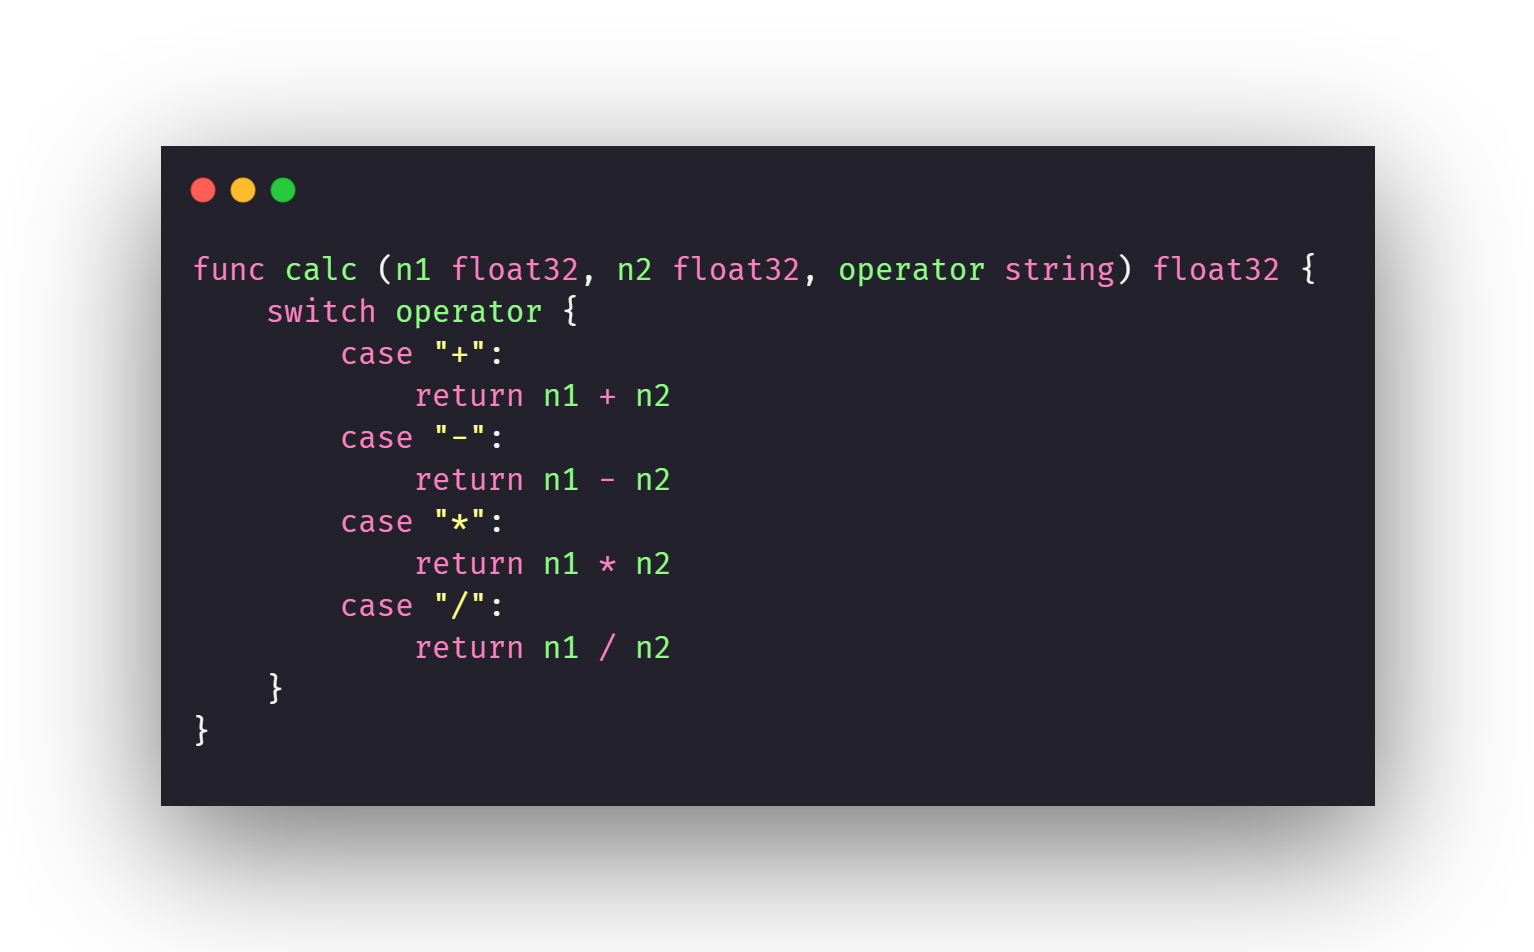 func calc (n1 float32, n2 float32, operator string) float32 {
    switch operator {
        case "+":
            return n1 + n2
        case "-":
            return n1 - n2
        case "*":
            return n1 * n2
        case "/":
            return n1 / n2
    }
}